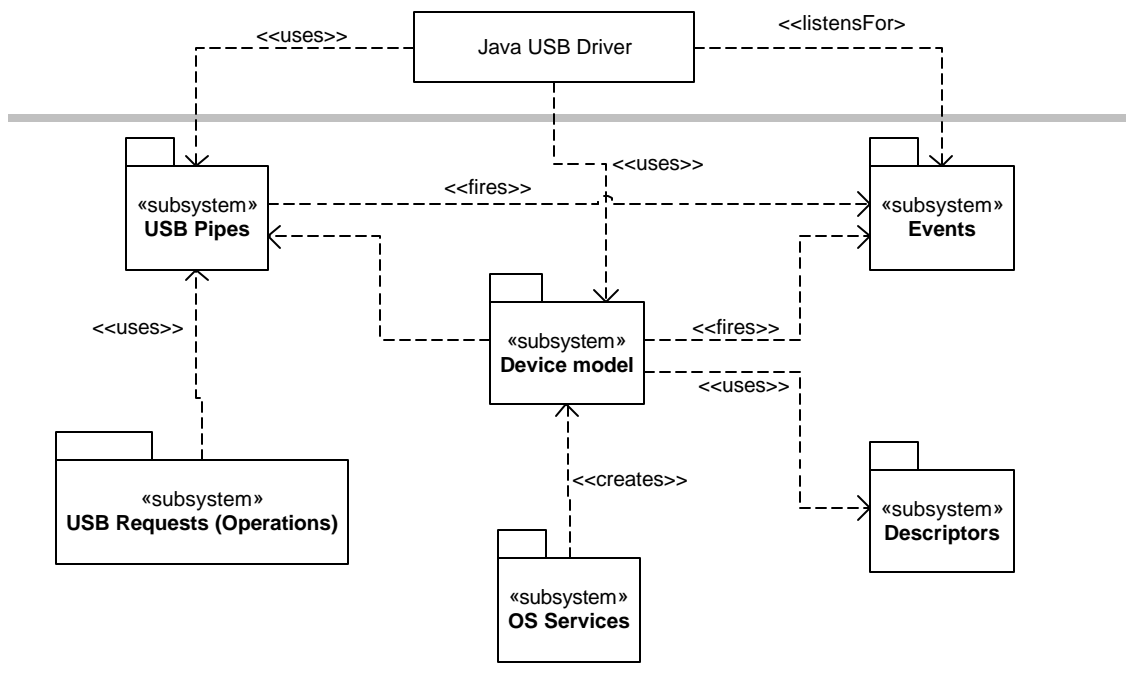 <<uses>>
Java USB Driver
<<listensFor>
<<uses>>
<<fires>>
«subsystem»
USB Pipes
«subsystem»
Events
<<uses>>
<<fires>>
«subsystem»
Device model
<<uses>>
<<creates>>
«subsystem»
USB Requests (Operations)
«subsystem»
Descriptors
«subsystem»
OS Services